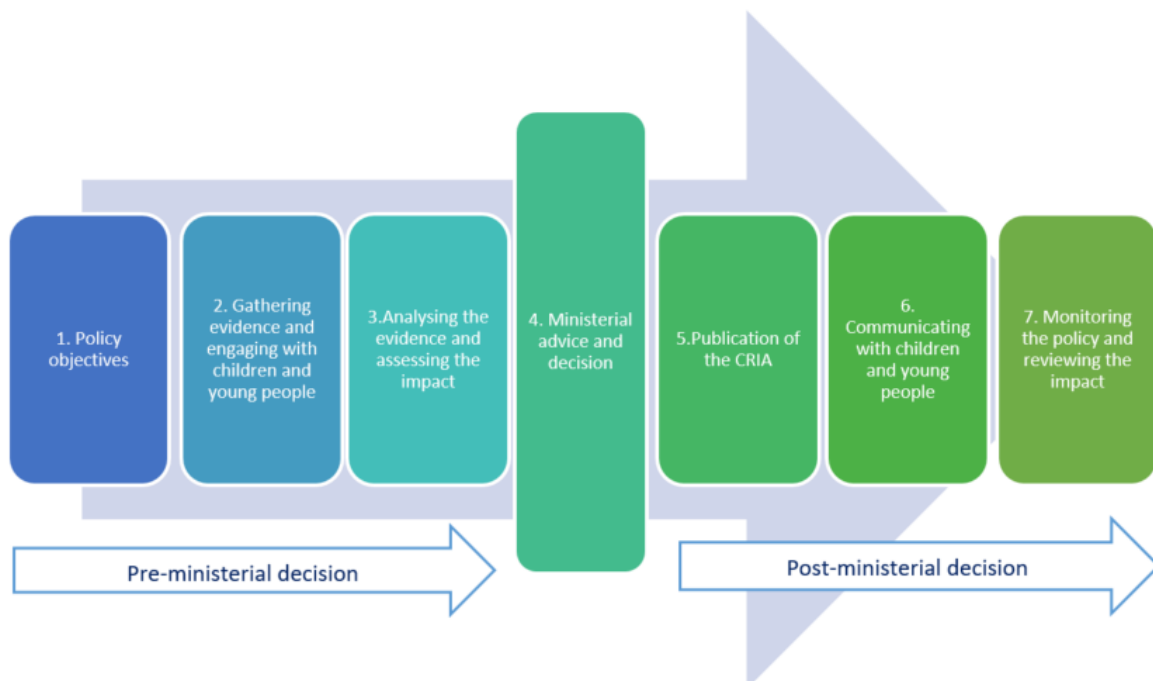 1. Policy
objectives
2. Gathering
evidence and
engaging with
children and
young people
3.Analysing the
evidence and
assessing the
impact
4. Ministerial
advice and
decision
5.Publication of
the CRIA
6.
Communicating
with children
and young
people
7. Monitoring
the policy and
reviewing the
impact
Pre-ministerial decision
Post-ministerial decision